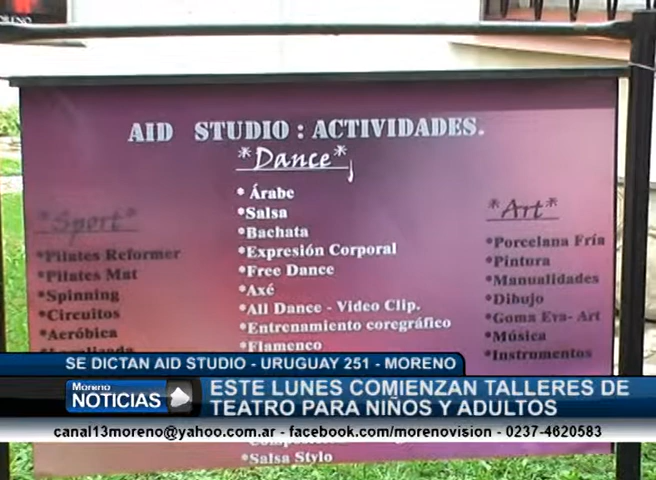 AID STUDIO : ACTIVIDADES.
*Dance*
*Árabe
*Salsa
*Bachata
*Expresión Corporal
*Free Dance
*Axé
*All Dance - Video Clip.
*Entrenamiento coregráfico
*Flamenco
*Salsa Stylo
*Sport*
*Pilates Reformer
*Pilates Mat
*Spinning
*Circuitos
*Aeróbica
*Art*
*Porcelana Fría
*Pintura
*Manualidades
*Dibujo
*Goma Eva- Art
*Música
*Instrumentos
SE DICTAN AID STUDIO - URUGUAY 251 - MORENO
Moreno
NOTICIAS
ESTE LUNES COMIENZAN TALLERES DE
TEATRO PARA NIÑOS Y ADULTOS
canal13moreno@yahoo.com.ar - facebook.com/morenovision - 0237-4620583